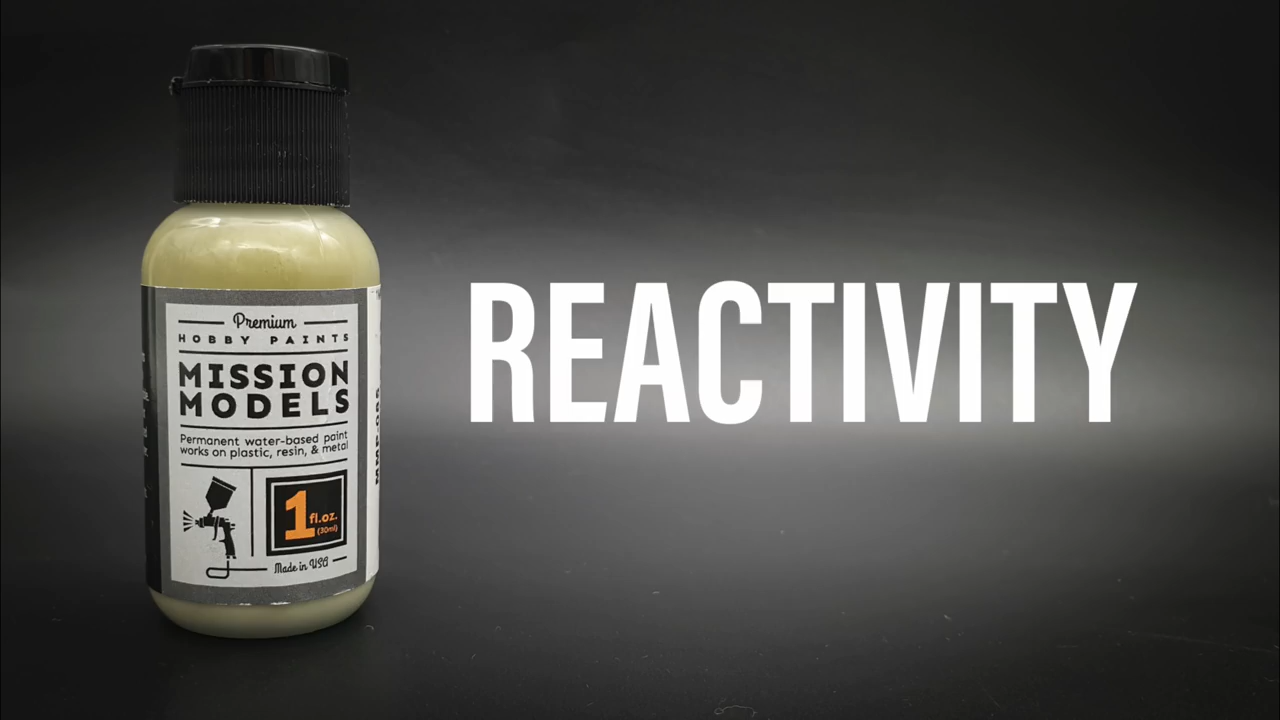 Premium
HOBBY PAINTS
MISSION
MODELS
Permanent water-based paint
works on plastic, resin, & metal
1 fl.oz.
(30ml)
Made in USA
REACTIVITY